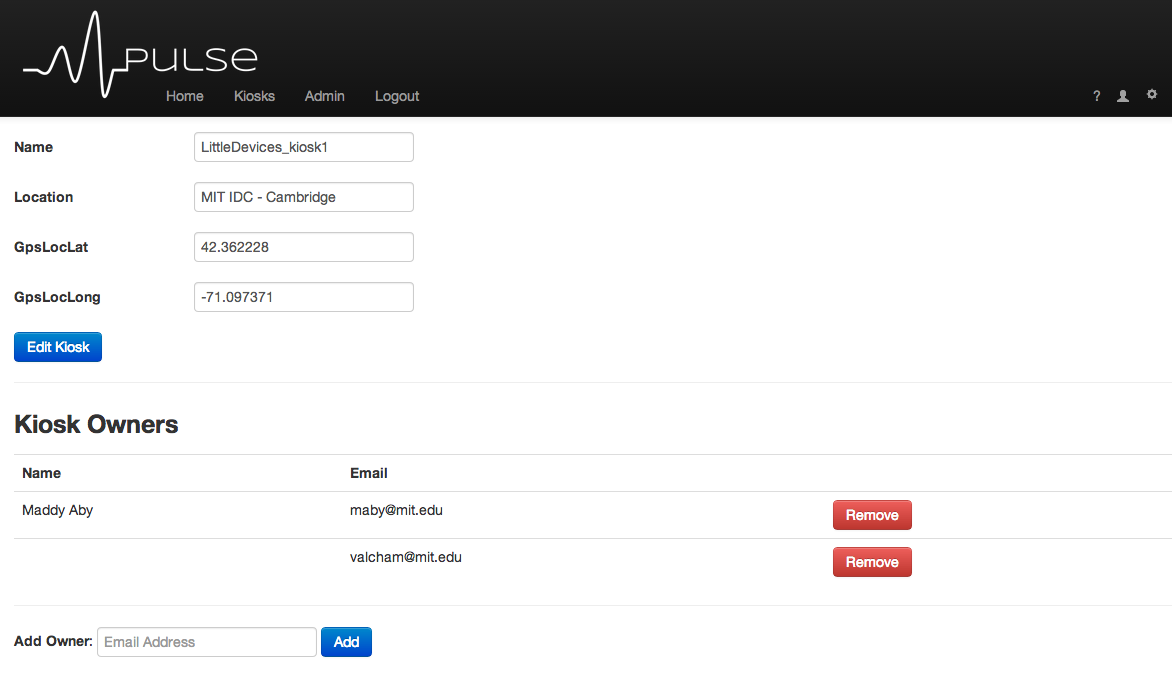 PULSE
Home Kiosks Admin Logout ?
Name LittleDevices_kiosk1
Location MIT IDC - Cambridge
GpsLocLat 42.362228
GpsLocLong -71.097371
Edit Kiosk
Kiosk Owners
Name Email
Maddy Aby maby@mit.edu Remove
valcham@mit.edu Remove
Add Owner: Email Address Add